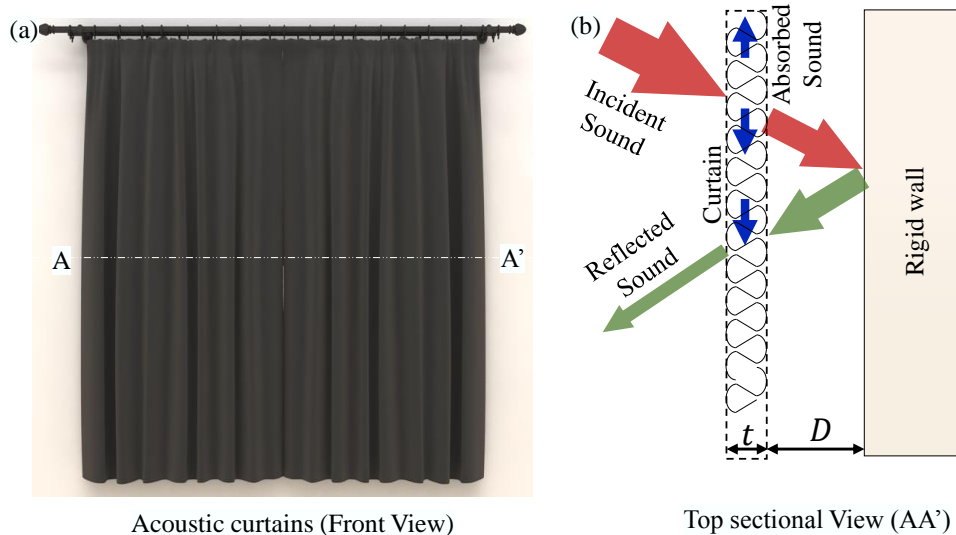 (a)
A
A'
Acoustic curtains (Front View)
(b)
Incident
Sound
Absorbed
Sound
Curtain
Reflected
Sound
Rigid wall
t
D
Top sectional View (AA')